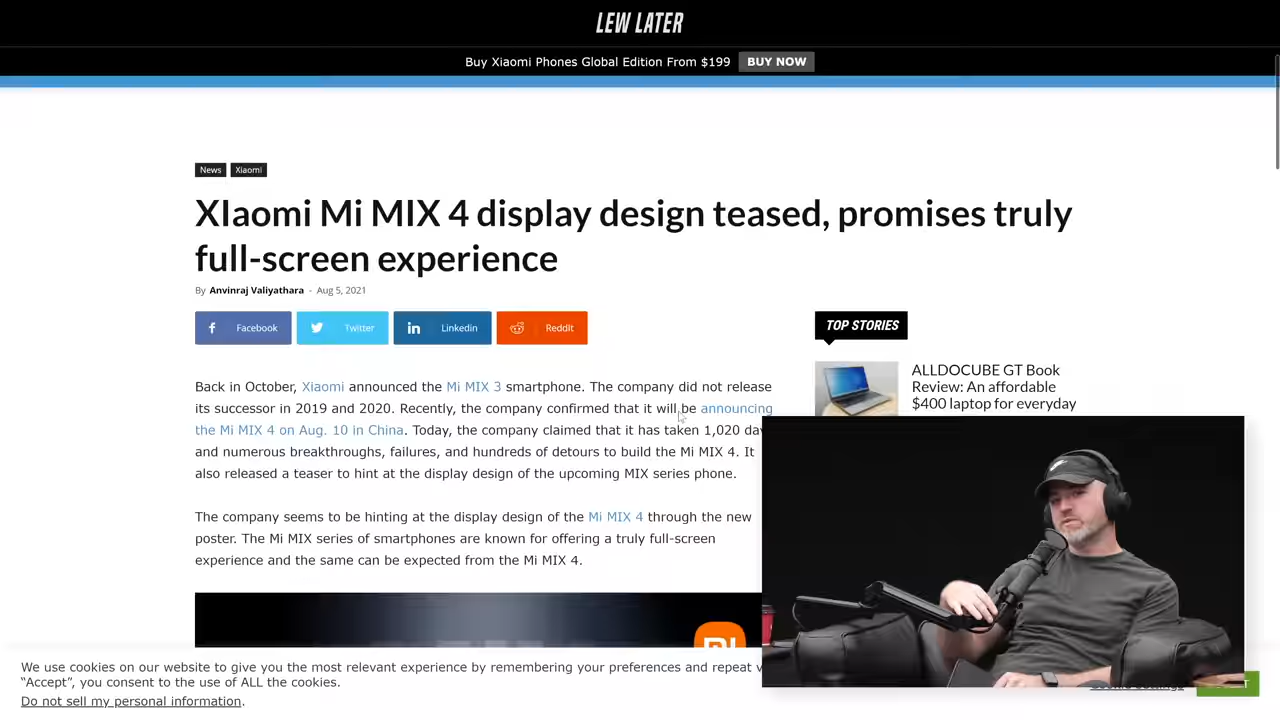 LEW LATER
Buy Xiaomi Phones Global Edition From $199 BUY NOW
News Xiaomi
XIaomi Mi MIX 4 display design teased, promises truly
full-screen experience
By Anvinraj Valiyathara - Aug 5, 2021
Facebook Twitter Linkedin ReddIt
TOP STORIES
ALLDOCUBE GT Book
Review: An affordable
$400 laptop for everyday
Back in October, Xiaomi announced the Mi MIX 3 smartphone. The company did not release
its successor in 2019 and 2020. Recently, the company confirmed that it will be announcing
the Mi MIX 4 on Aug. 10 in China. Today, the company claimed that it has taken 1,020
and numerous breakthroughs, failures, and hundreds of detours to build the Mi MIX 4. It
also released a teaser to hint at the display design of the upcoming MIX series phone.
The company seems to be hinting at the display design of the Mi MIX 4 through the new
poster. The Mi MIX series of smartphones are known for offering a truly full-screen
experience and the same can be expected from the Mi MIX 4.
We use cookies on our website to give you the most relevant experience by remembering your preferences and repeat
"Accept", you consent to the use of ALL the cookies.
Do not sell my personal information.